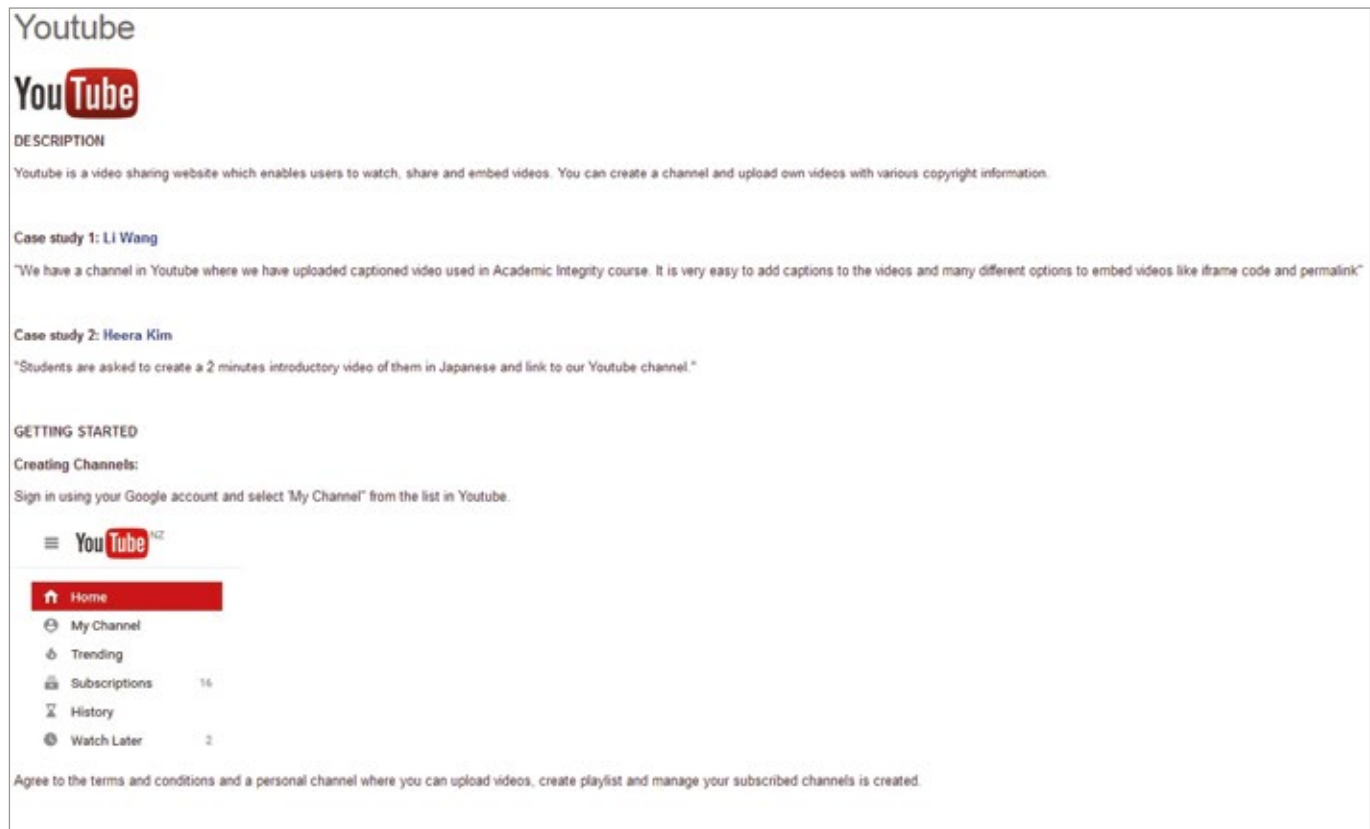 Youtube
YouTube
DESCRIPTION
Youtube is a video sharing website which enables users to watch, share and embed videos. You can create a channel and upload own videos with various copyright information.
Case study 1: Li Wang
"We have a channel in Youtube where we have uploaded captioned video used in Academic Integrity course. It is very easy to add captions to the videos and many different options to embed videos like iframe code and permalink"
Case study 2: Heera Kim
"Students are asked to create a 2 minutes introductory video of them in Japanese and link to our Youtube channel."
GETTING STARTED
Creating Channels:
Sign in using your Google account and select 'My Channel" from the list in Youtube.
YouTube NZ
Home
My Channel
Trending
Subscriptions 16
History
Watch Later 2
Agree to the terms and conditions and a personal channel where you can upload videos, create playlist and manage your subscribed channels is created.